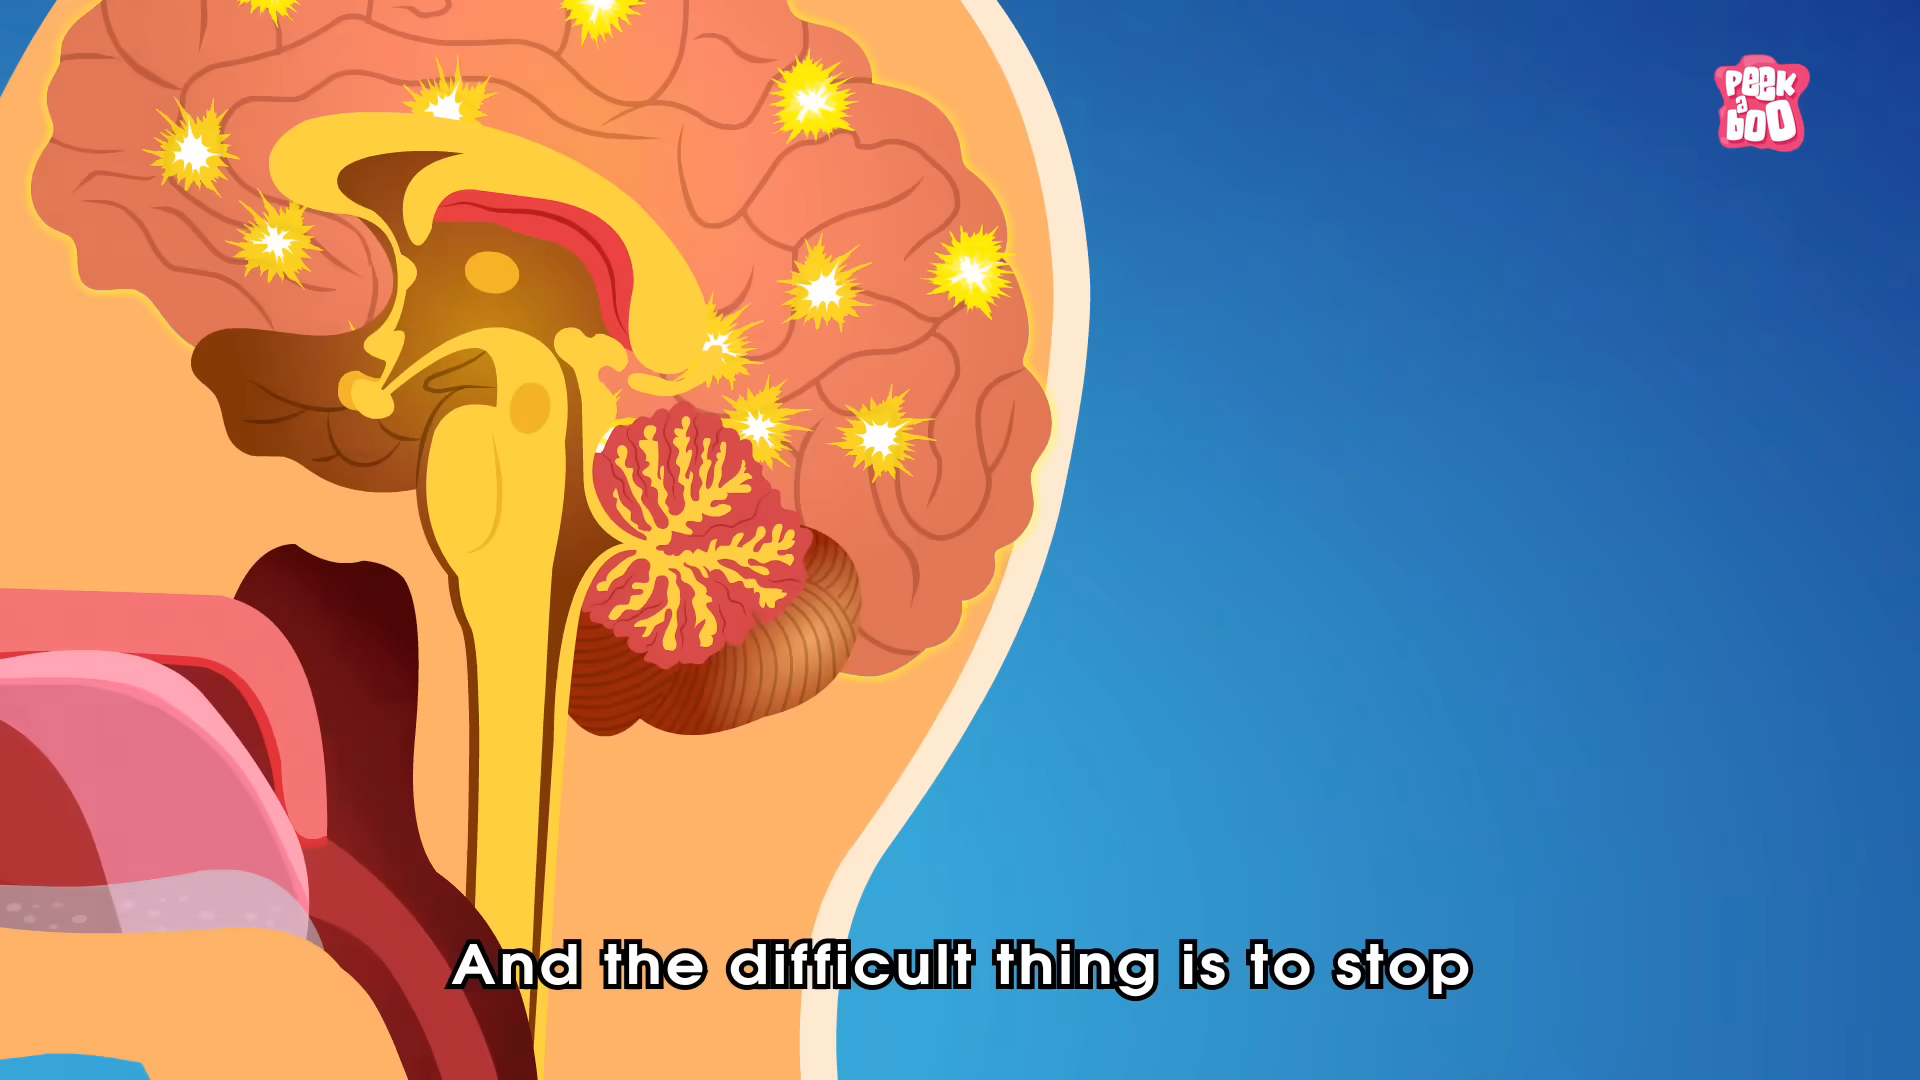 PEEK
a
BOO
And the difficult thing is to stop